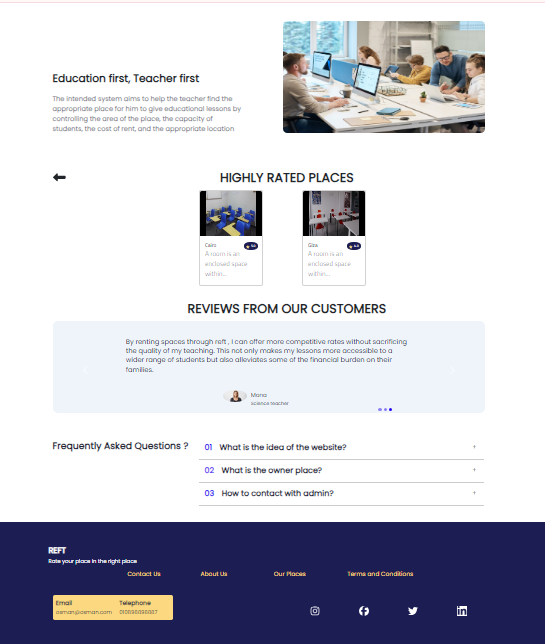 Education first, Teacher first
The intended system aims to help the teacher find the
appropriate place for him to give educational lessons by
controlling the area of the place, the capacity of
students, the cost of rent, and the appropriate location
HIGHLY RATED PLACES
Cairo
A room is an
enclosed space
within...
Giza
A room is an
enclosed space
within...
REVIEWS FROM OUR CUSTOMERS
By renting spaces through reft , I can offer more competitive rates without sacrificing
the quality of my teaching. This not only makes my lessons more accessible to a
wider range of students but also alleviates some of the financial burden on their
families.
Mona
science teacher
Frequently Asked Questions ?
01 What is the idea of the website? +
02 What is the owner place? +
03 How to contact with admin? +
REFT
Rate your place in the right place
Contact Us About Us Our Places Terms and Conditions
Email Telephone
osman@osman.com